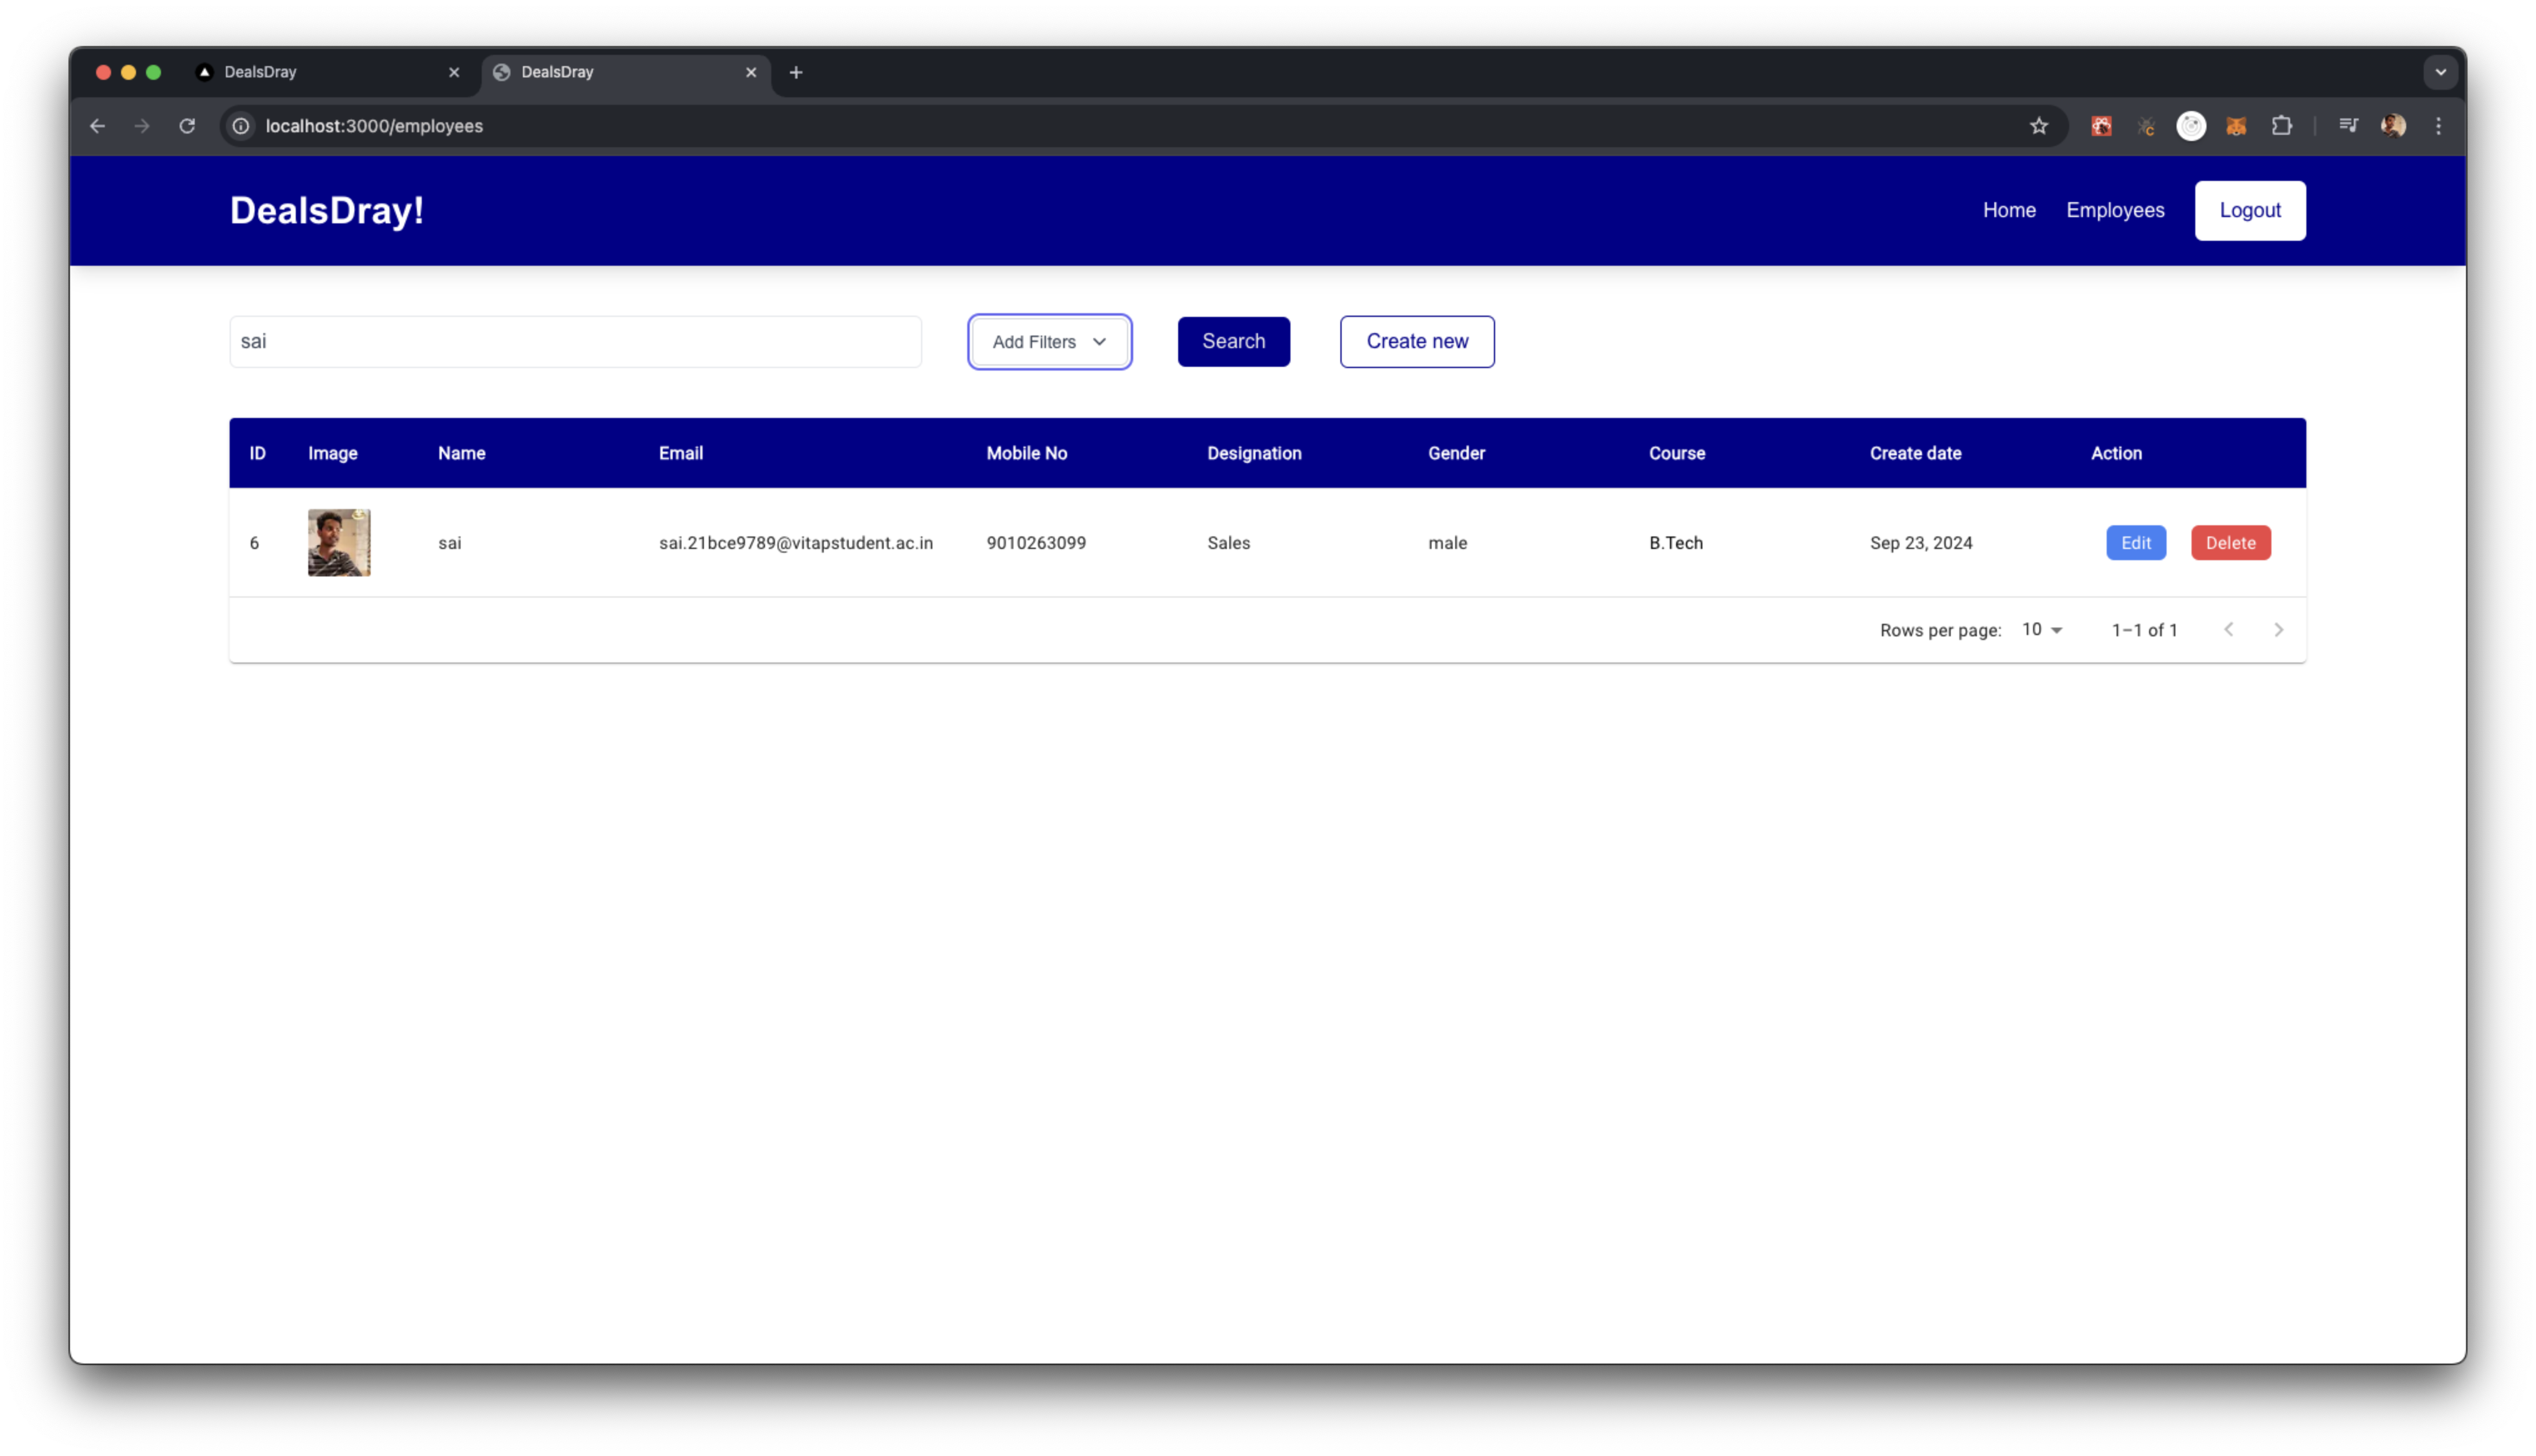 DealsDray
DealsDray
localhost:3000/employees
DealsDray!
Home
Employees
Logout
sai
Add Filters
Search
Create new
ID Image Name Email Mobile No Designation Gender Course Create date Action
6 sai sai.21bce9789@vitapstudent.ac.in 9010263099 Sales male B.Tech Sep 23, 2024 Edit Delete
Rows per page: 10 1–1 of 1